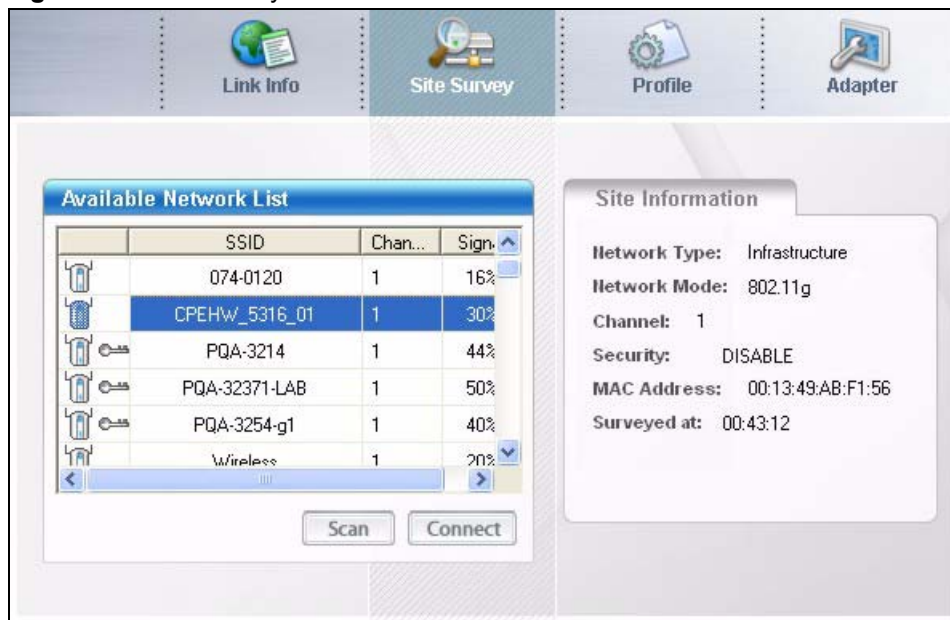 Link Info
Site Survey
Profile
Adapter
Available Network List
SSID Chan... Sign
074-0120 1 16%
CPEHW_5316_01 1 30%
PQA-3214 1 44%
PQA-32371-LAB 1 50%
PQA-3254-g1 1 40%
Wireless 1 20%
Scan Connect
Site Information
Network Type: Infrastructure
Network Mode: 802.11g
Channel: 1
Security: DISABLE
MAC Address: 00:13:49:AB:F1:56
Surveyed at: 00:43:12